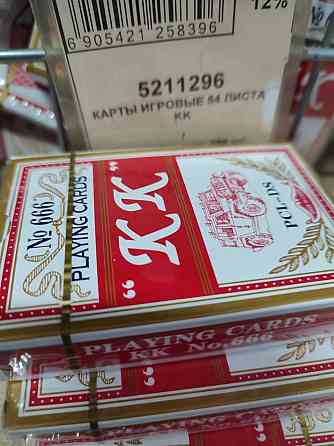 12%
6 905421 258396
5211296
КАРТЫ ИГРОВЫЕ 54 ЛИСТА
КК
No 666
PLAYING CARDS
“KK”
PCL-DS8
PLAYING CARDS
KK No:666